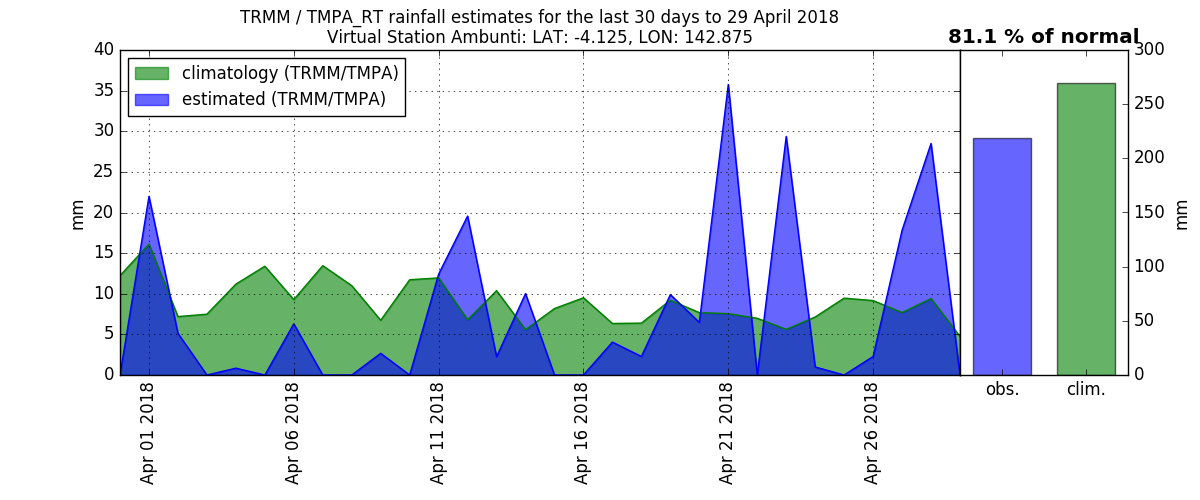 TRMM / TMPA_RT rainfall estimates for the last 30 days to 29 April 2018
Virtual Station Ambunti: LAT: -4.125, LON: 142.875
81.1 % of normal
climatology (TRMM/TMPA)
estimated (TRMM/TMPA)
mm
40
35
30
25
20
15
10
5
0
Apr 01 2018
Apr 06 2018
Apr 11 2018
Apr 16 2018
Apr 21 2018
Apr 26 2018
obs.
clim.
300
250
200
150
100
50
0
mm